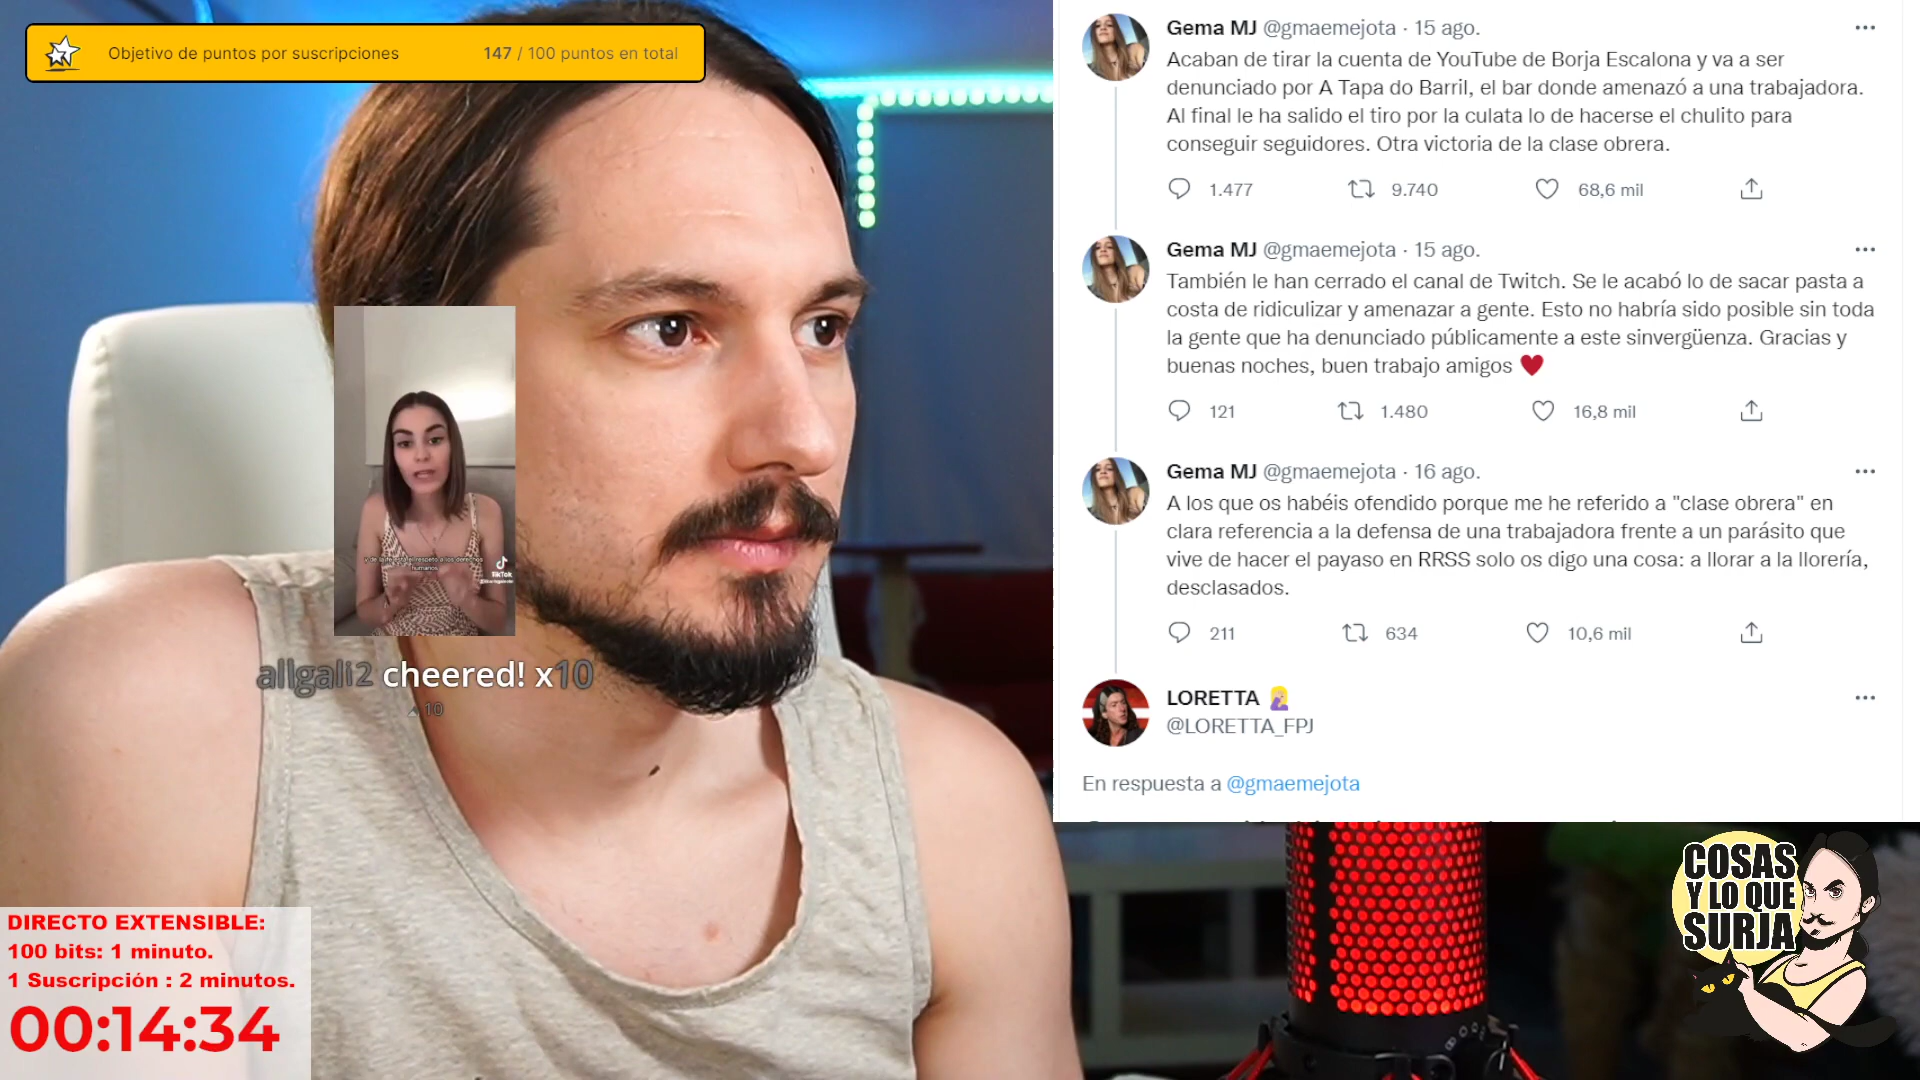 Objetivo de puntos por suscripciones 147 / 100 puntos en total
Gema MJ @gmaemejota · 15 ago.
Acaban de tirar la cuenta de YouTube de Borja Escalona y va a ser
denunciado por A Tapa do Barril, el bar donde amenazó a una trabajadora.
Al final le ha salido el tiro por la culata lo de hacerse el chulito para
conseguir seguidores. Otra victoria de la clase obrera.
1.477 9.740 68,6 mil
Gema MJ @gmaemejota · 15 ago.
También le han cerrado el canal de Twitch. Se le acabó lo de sacar pasta a
costa de ridiculizar y amenazar a gente. Esto no habría sido posible sin toda
la gente que ha denunciado públicamente a este sinvergüenza. Gracias y
buenas noches, buen trabajo amigos
121 1.480 16,8 mil
Gema MJ @gmaemejota · 16 ago.
A los que os habéis ofendido porque me he referido a "clase obrera" en
clara referencia a la defensa de una trabajadora frente a un parásito que
vive de hacer el payaso en RRSS solo os digo una cosa: a llorar a la llorería,
desclasados.
211 634 10,6 mil
LORETTA
@LORETTA_FPJ
En respuesta a @gmaemejota
el respeto a los derechos
humanos
TikTok
allgali2 cheered! x10
10
DIRECTO EXTENSIBLE:
100 bits: 1 minuto.
1 Suscripción : 2 minutos.
00:14:34
COSAS
Y LO QUE
SURJA